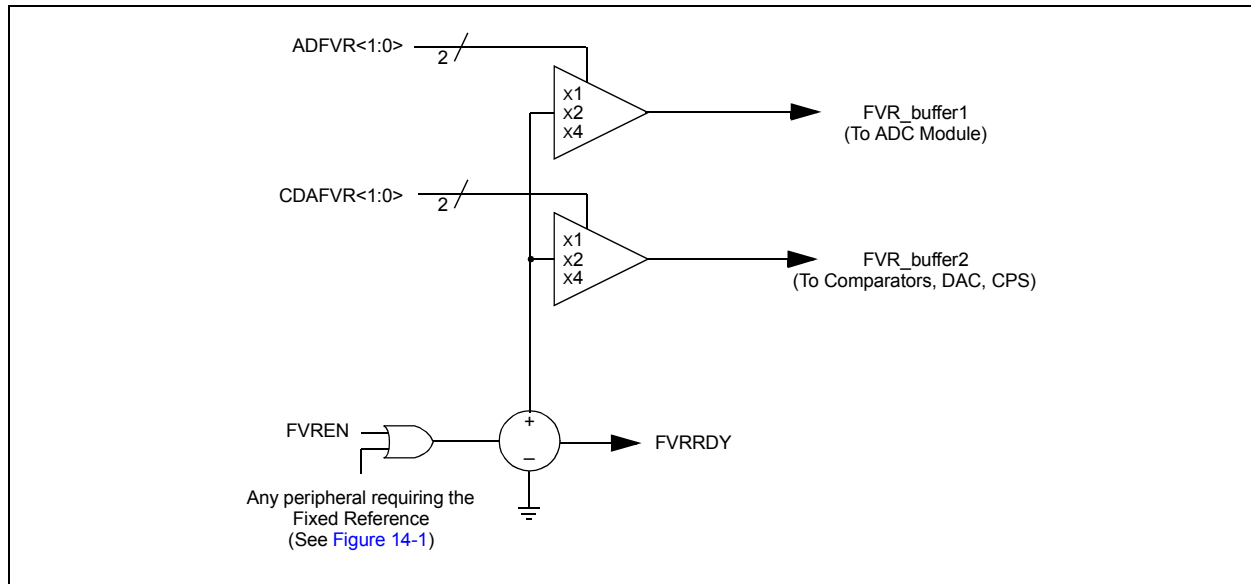 ADFVR<1:0>
2
x1
x2
x4
FVR_buffer1
(To ADC Module)
CDAFVR<1:0>
2
x1
x2
x4
FVR_buffer2
(To Comparators, DAC, CPS)
+
FVREN
FVRRDY
–
Any peripheral requiring the
Fixed Reference
(See Figure 14-1)